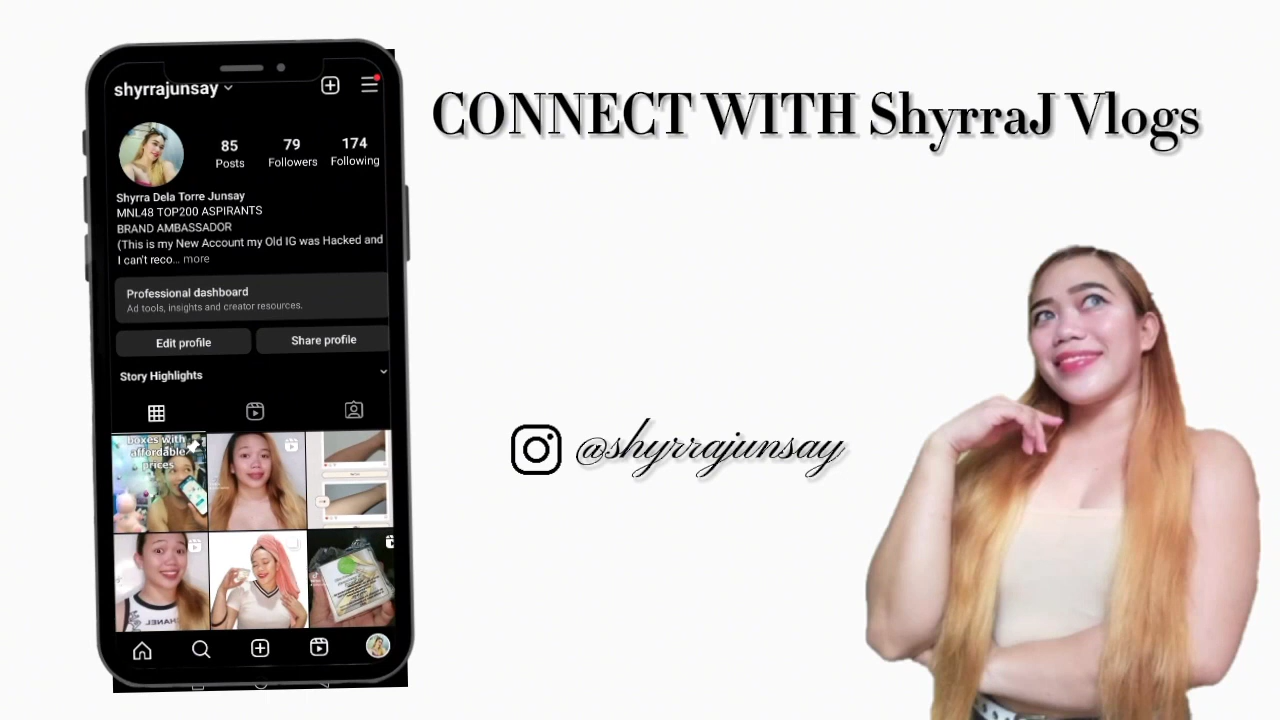 shyrrajunsay
85 79 174
Posts Followers Following
Shyrra Dela Torre Junsay
MNL48 TOP200 ASPIRANTS
BRAND AMBASSADOR
(This is my New Account my Old IG was Hacked and
I can't reco... more
Professional dashboard
Ad tools, insights and creator resources.
Edit profile Share profile
Story Highlights
boxes with
affordable
prices
CHANEL
CONNECT WITH ShyrraJ Vlogs
@shyrrajunsay